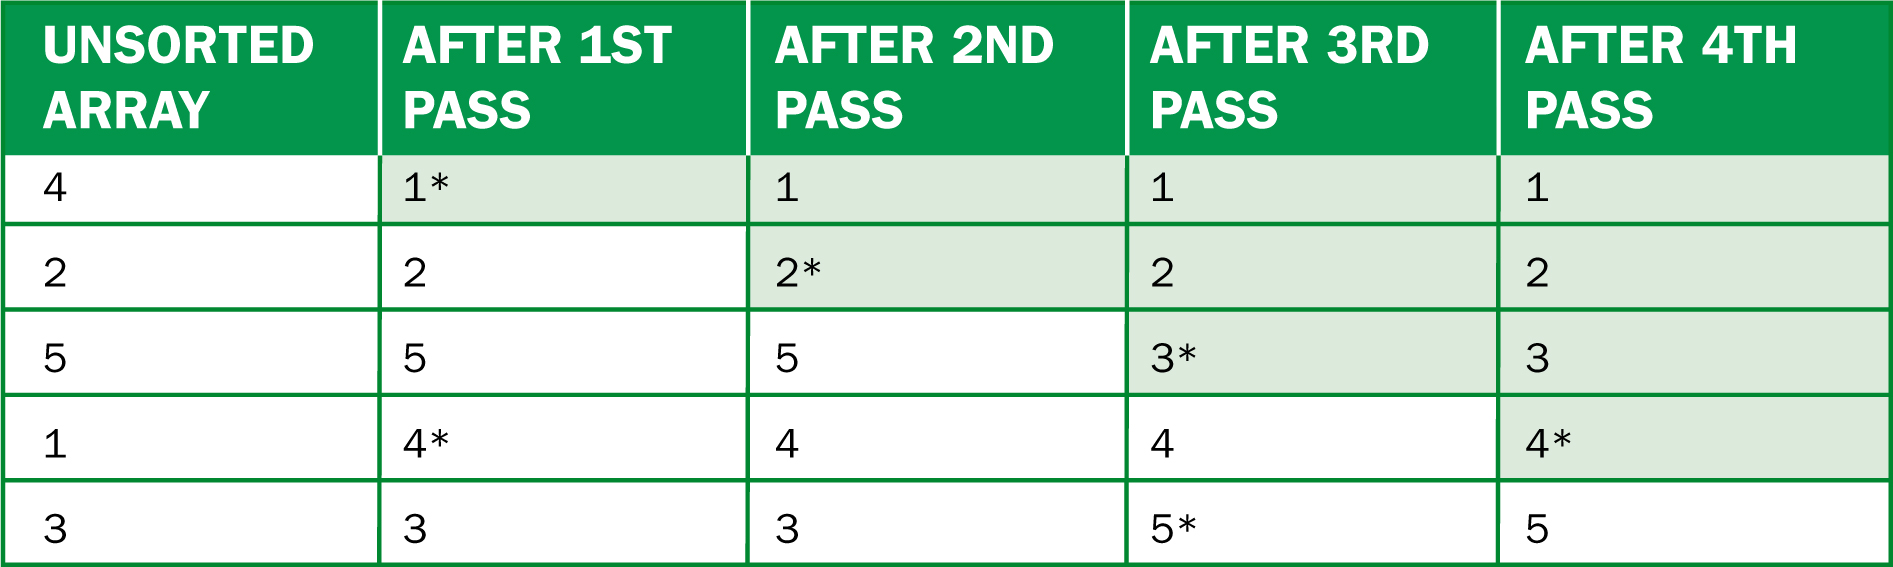 UNSORTED ARRAY AFTER 1ST PASS AFTER 2ND PASS AFTER 3RD PASS AFTER 4TH PASS
4 1* 1 1 1
2 2 2* 2 2
5 5 5 3* 3
1 4* 4 4 4*
3 3 3 5* 5